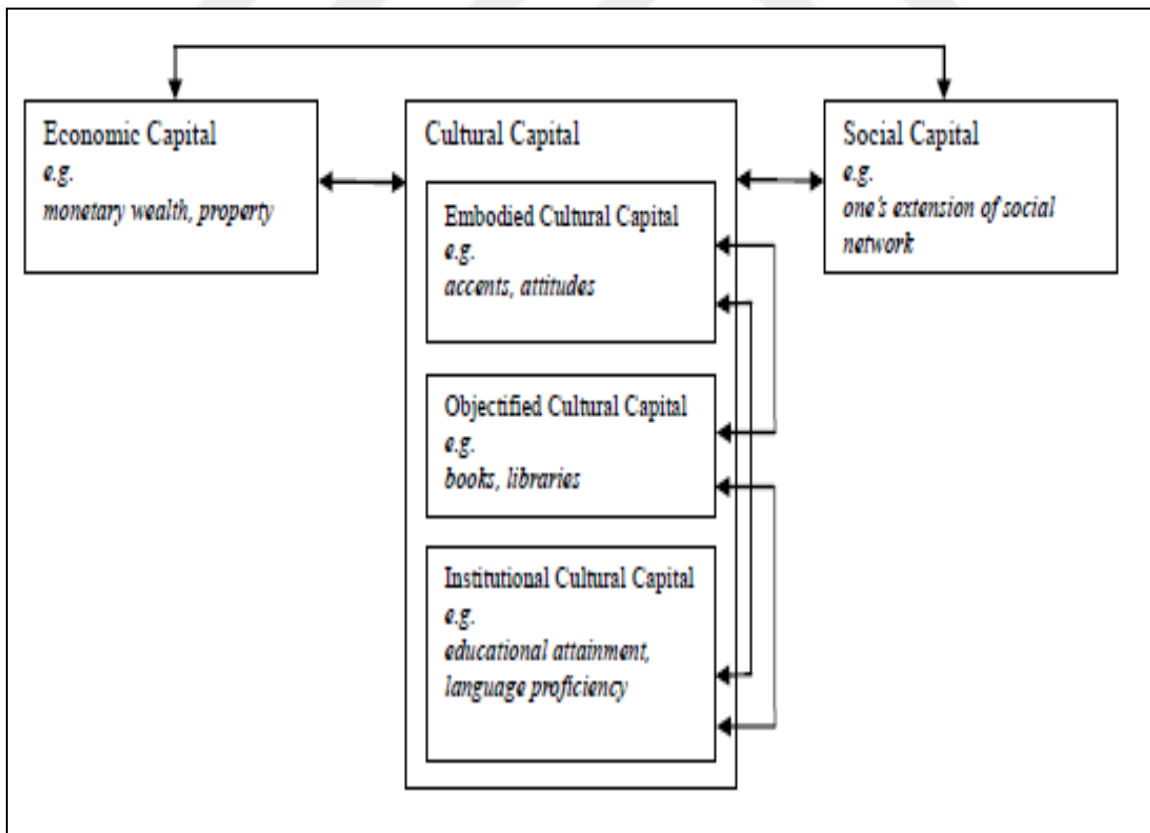 Economic Capital
e.g.
monetary wealth, property
Cultural Capital
Embodied Cultural Capital
e.g.
accents, attitudes
Objectified Cultural Capital
e.g.
books, libraries
Institutional Cultural Capital
e.g.
educational attainment,
language proficiency
Social Capital
e.g.
one's extension of social
network